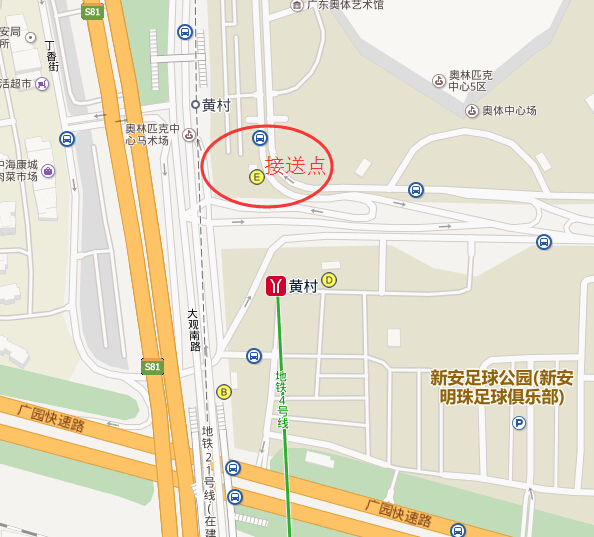 广东奥体艺术馆
S81
安局
所
丁香街
奥林匹克
中心5区
活超市
黄村
奥体中心场
奥林匹克中
心马术场
接送点
中海康城
肉菜市场
E
D
黄村
大观南路
S81
地铁4号线
新安足球公园(新安
明珠足球俱乐部)
B
P
广园快速路
地铁21号线(在建
广园快速路